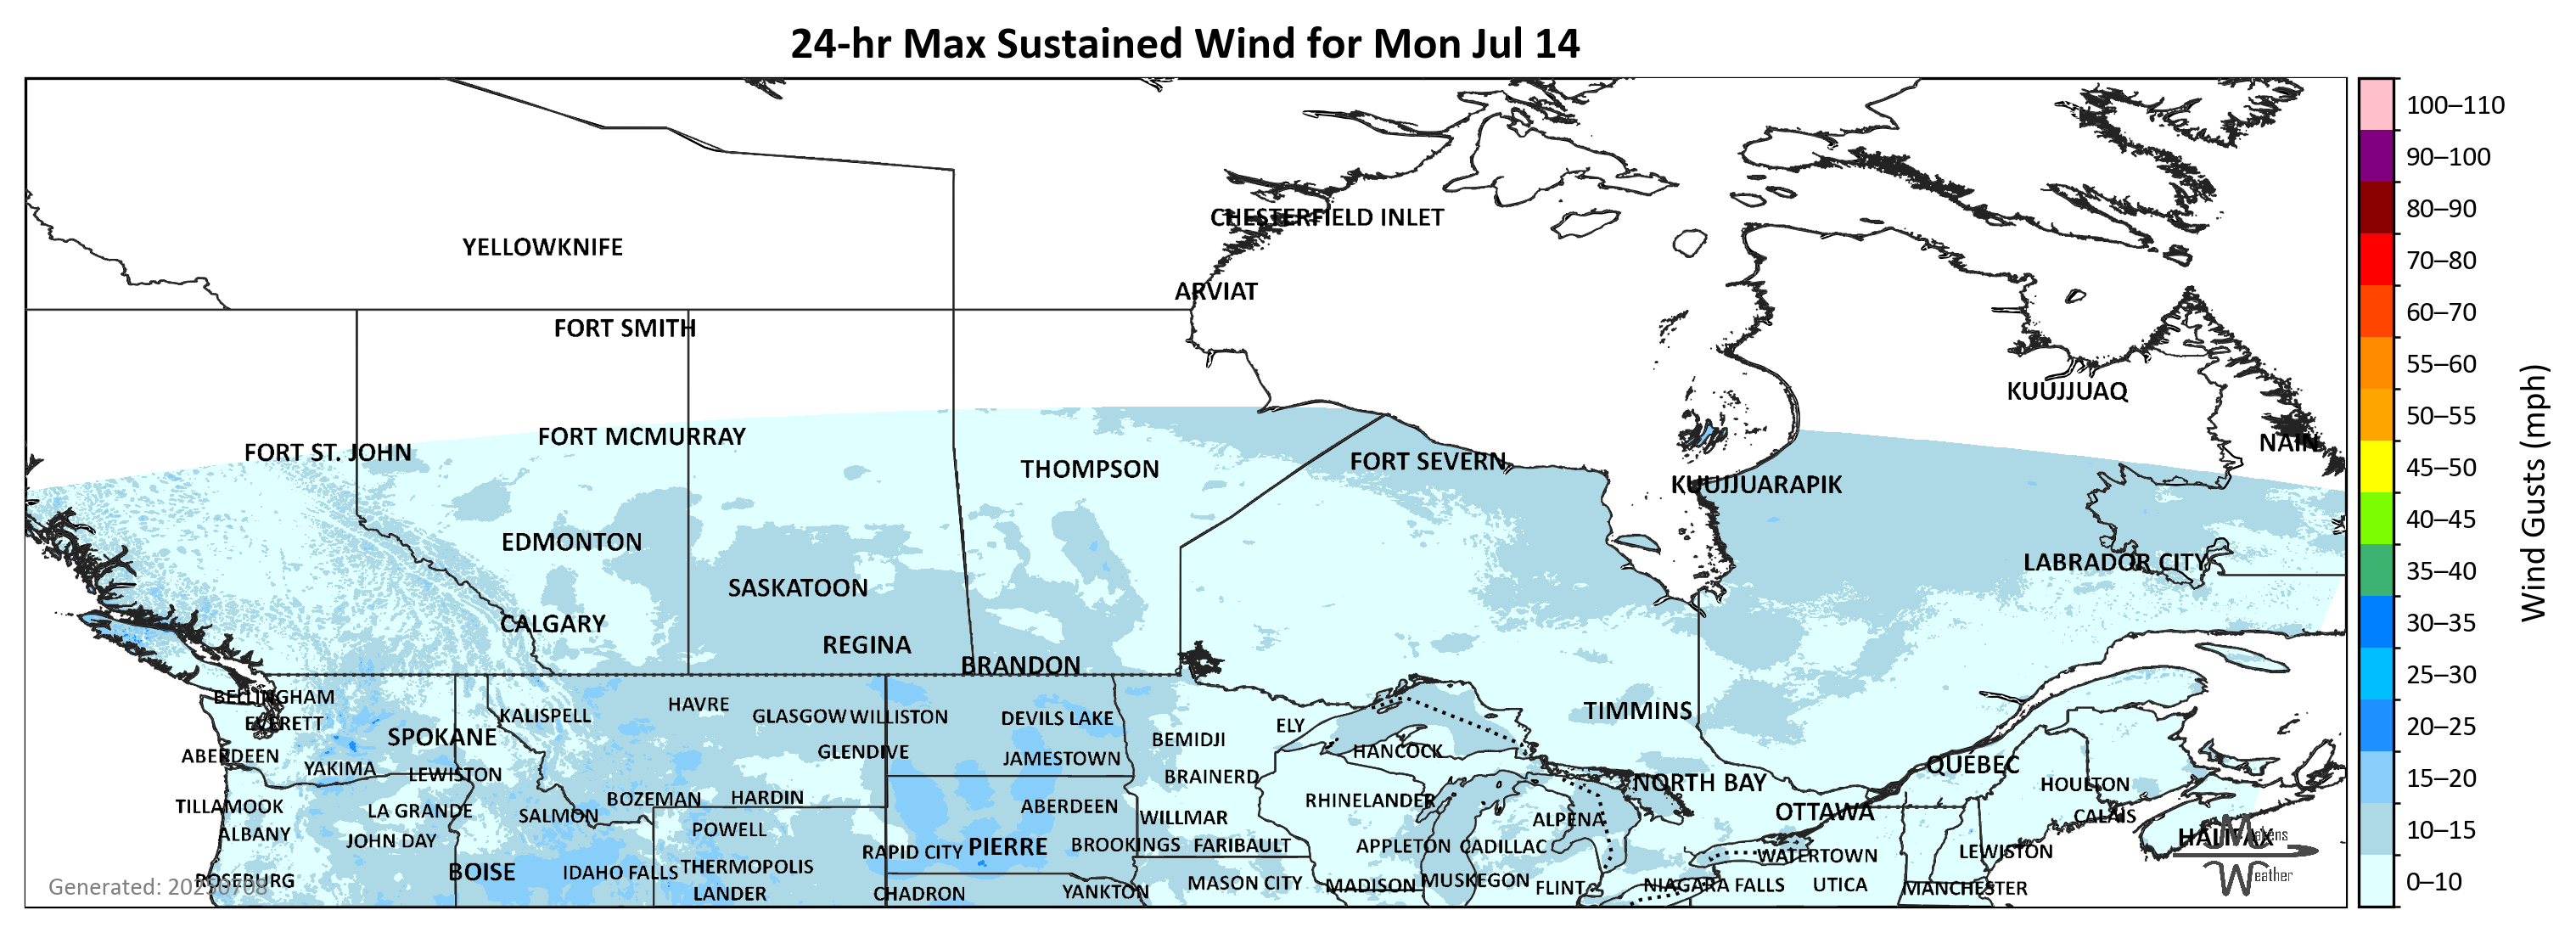 24-hr Max Sustained Wind for Mon Jul 14
100–110
90–100
80–90
70–80
60–70
55–60
50–55
45–50
40–45
35–40
30–35
25–30
20–25
15–20
10–15
0–10
Wind Gusts (mph)
CHESTERFIELD INLET
YELLOWKNIFE
ARVIAT
FORT SMITH
KUUJJUAQ
FORT MCMURRAY
NAIN
FORT ST. JOHN
FORT SEVERN
THOMPSON
KUUJJUARAPIK
EDMONTON
LABRADOR CITY
SASKATOON
CALGARY
REGINA
BRANDON
BELLINGHAM
HAVRE
TIMMINS
KALISPELL
GLASGOW
WILLISTON
DEVILS LAKE
EVERETT
ELY
SPOKANE
BEMIDJI
GLENDIVE
HANCOCK
ABERDEEN
JAMESTOWN
QUÉBEC
YAKIMA
LEWISTON
BRAINERD
NORTH BAY
HOULTON
BOZEMAN
HARDIN
RHINELANDER
TILLAMOOK
LA GRANDE
ABERDEEN
SALMON
OTTAWA
CALAIS
WILLMAR
ALPENA
ALBANY
POWELL
HALIFAX
JOHN DAY
BROOKINGS
FARIBAULT
APPLETON
CADILLAC
PIERRE
RAPID CITY
LEWISTON
WATERTOWN
THERMOPOLIS
BOISE
IDAHO FALLS
ROSEBURG
MASON CITY
MADISON
MUSKEGON
FLINT
NIAGARA FALLS
UTICA
MANCHESTER
LANDER
CHADRON
YANKTON
Generated: 20250708
Makens
Weather